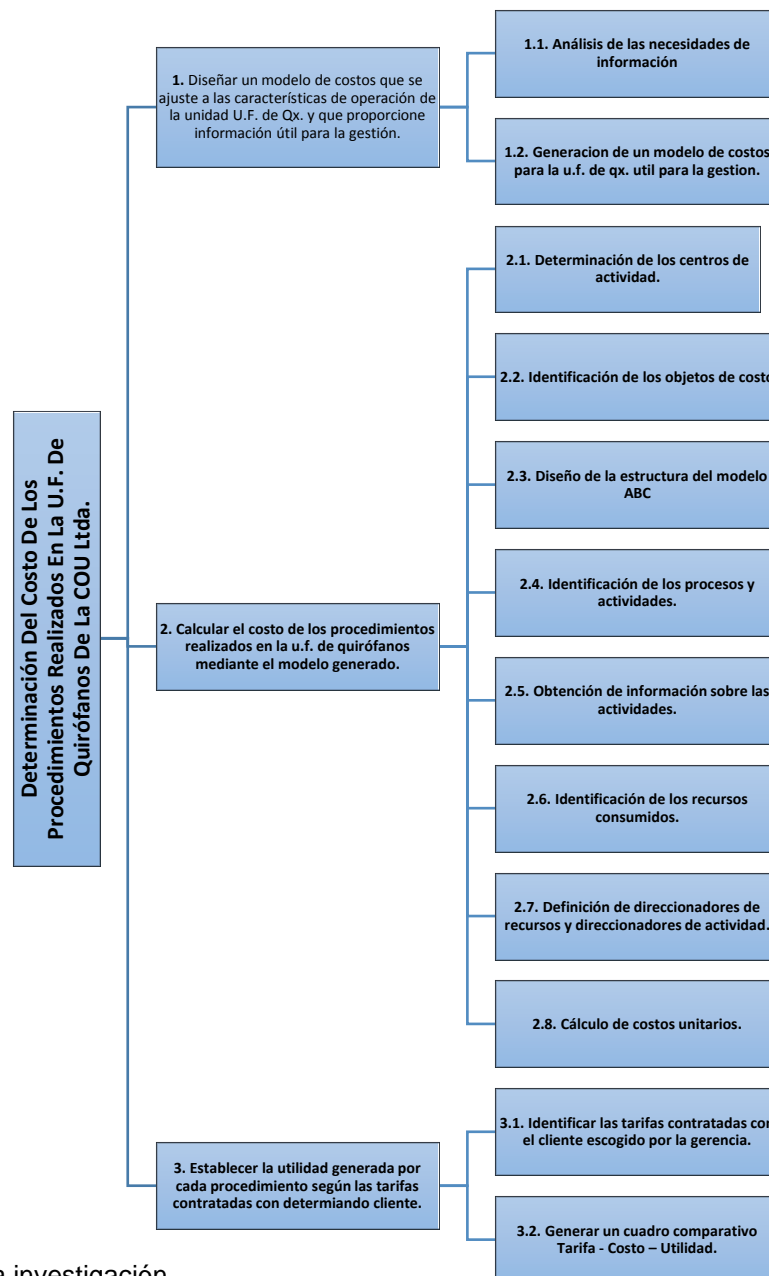 Determinación Del Costo De Los
Procedimientos Realizados En La U.F. De
Quirófanos De La COU Ltda.
1. Diseñar un modelo de costos que se
ajuste a las características de operación de
la unidad U.F. de Qx. y que proporcione
información útil para la gestión.
1.1. Análisis de las necesidades de
información
1.2. Generacion de un modelo de costos
para la u.f. de qx. util para la gestion.
2. Calcular el costo de los procedimientos
realizados en la u.f. de quirófanos
mediante el modelo generado.
2.1. Determinación de los centros de
actividad.
2.2. Identificación de los objetos de costo
2.3. Diseño de la estructura del modelo
ABC
2.4. Identificación de los procesos y
actividades.
2.5. Obtención de información sobre las
actividades.
2.6. Identificación de los recursos
consumidos.
2.7. Definición de direccionadores de
recursos y direccionadores de actividad.
2.8. Cálculo de costos unitarios.
3. Establecer la utilidad generada por
cada procedimiento según las tarifas
contratadas con determiando cliente.
3.1. Identificar las tarifas contratadas con
el cliente escogido por la gerencia.
3.2. Generar un cuadro comparativo
Tarifa - Costo – Utilidad.
a investigación